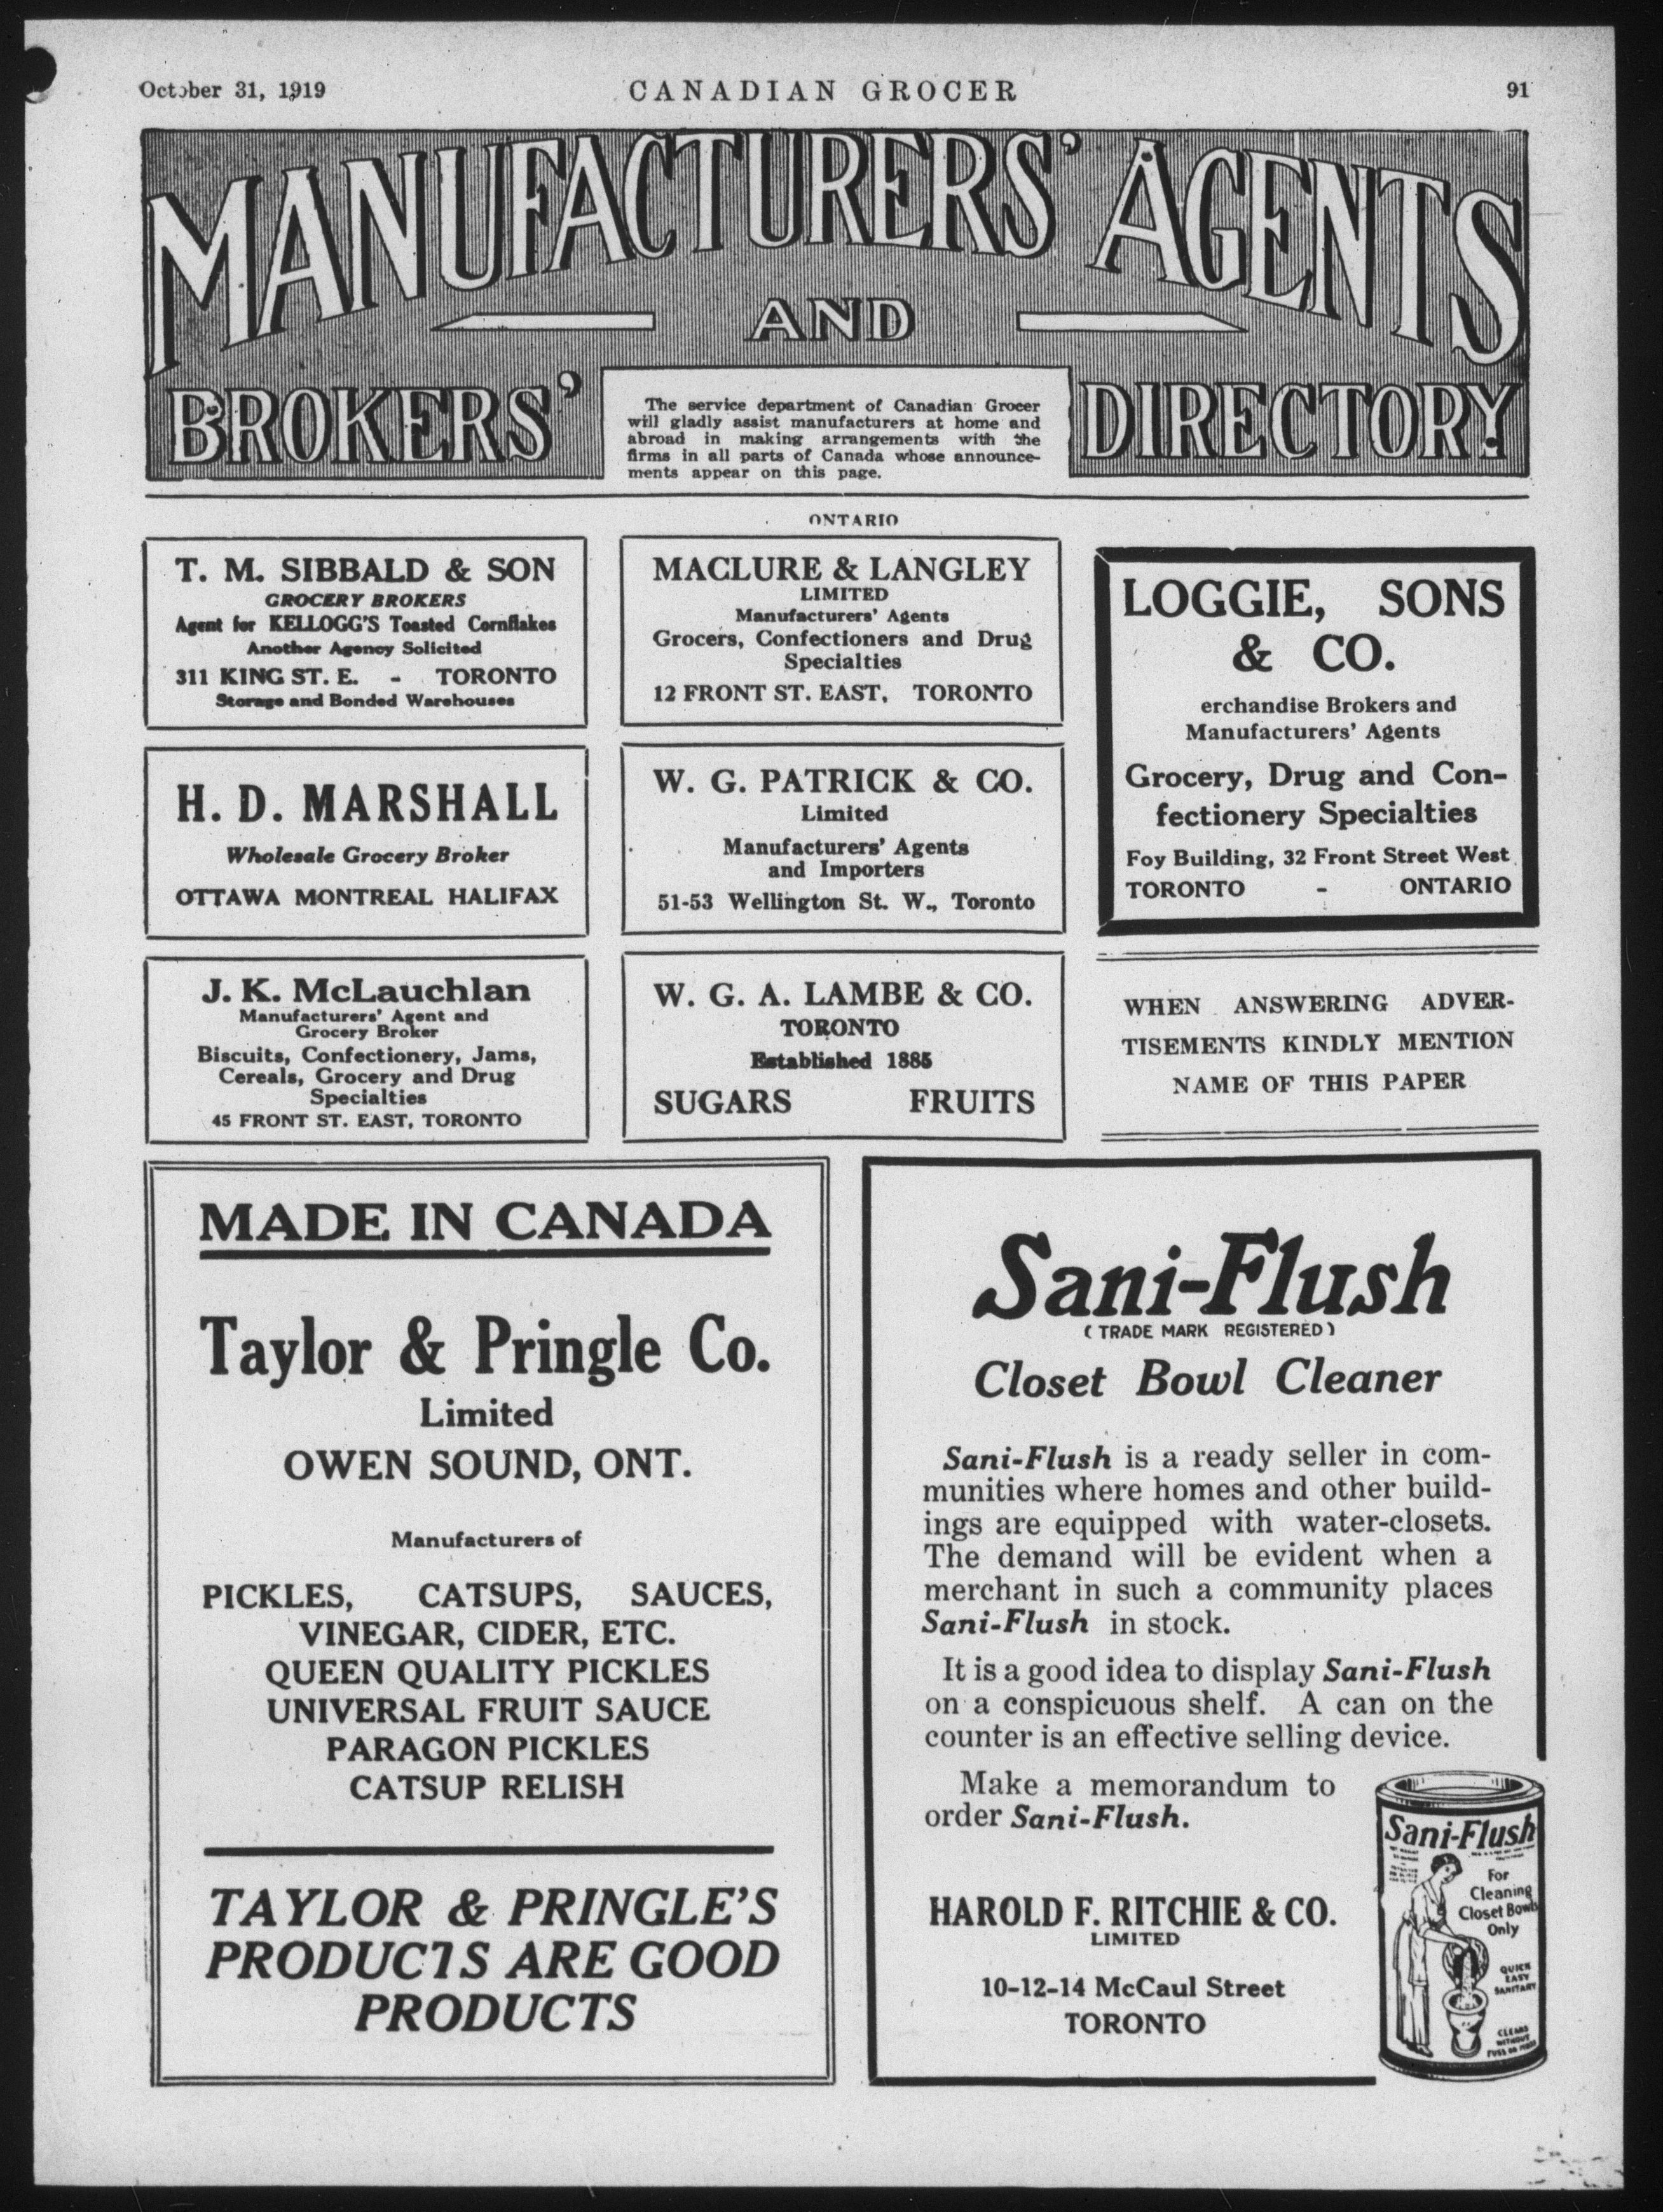 October 31, 1919
CANADIAN GROCER
91
MANUFACTURERS' AGENTS
AND
BROKERS'
DIRECTORY
The service department of Canadian Grocer
will gladly assist manufacturers at home and
abroad in making arrangements with the
firms in all parts of Canada whose announce-
ments appear on this page.
ONTARIO
T. M. SIBBALD & SON
GROCERY BROKERS
Agent for KELLOGG'S Toasted Cornflakes
Another Agency Solicited
311 KING ST. E. - TORONTO
Storage and Bonded Warehouses
H. D. MARSHALL
Wholesale Grocery Broker
OTTAWA MONTREAL HALIFAX
J. K. McLauchlan
Manufacturers' Agent and
Grocery Broker
Biscuits, Confectionery, Jams,
Cereals, Grocery and Drug
Specialties
45 FRONT ST. EAST, TORONTO
MACLURE & LANGLEY
LIMITED
Manufacturers' Agents
Grocers, Confectioners and Drug
Specialties
12 FRONT ST. EAST, TORONTO
W. G. PATRICK & CO.
Limited
Manufacturers' Agents
and Importers
51-53 Wellington St. W., Toronto
W. G. A. LAMBE & CO.
TORONTO
Established 1885
SUGARS FRUITS
LOGGIE, SONS
& CO.
erchandise Brokers and
Manufacturers' Agents
Grocery, Drug and Con-
fectionery Specialties
Foy Building, 32 Front Street West
TORONTO - ONTARIO
WHEN ANSWERING ADVER-
TISEMENTS KINDLY MENTION
NAME OF THIS PAPER
MADE IN CANADA
Taylor & Pringle Co.
Limited
OWEN SOUND, ONT.
Manufacturers of
PICKLES, CATSUPS, SAUCES,
VINEGAR, CIDER, ETC.
QUEEN QUALITY PICKLES
UNIVERSAL FRUIT SAUCE
PARAGON PICKLES
CATSUP RELISH
TAYLOR & PRINGLE'S
PRODUCTS ARE GOOD
PRODUCTS
Sani-Flush
(TRADE MARK REGISTERED)
Closet Bowl Cleaner
Sani-Flush is a ready seller in com-
munities where homes and other build-
ings are equipped with water-closets.
The demand will be evident when a
merchant in such a community places
Sani-Flush in stock.
It is a good idea to display Sani-Flush
on a conspicuous shelf. A can on the
counter is an effective selling device.
Make a memorandum to
order Sani-Flush.
HAROLD F. RITCHIE & CO.
LIMITED
10-12-14 McCaul Street
TORONTO
Sani-Flush
For
Cleaning
Closet Bowls
Only
QUICK
EASY
SANITARY
CLEANS
WITHOUT
FUSS OR MUSS